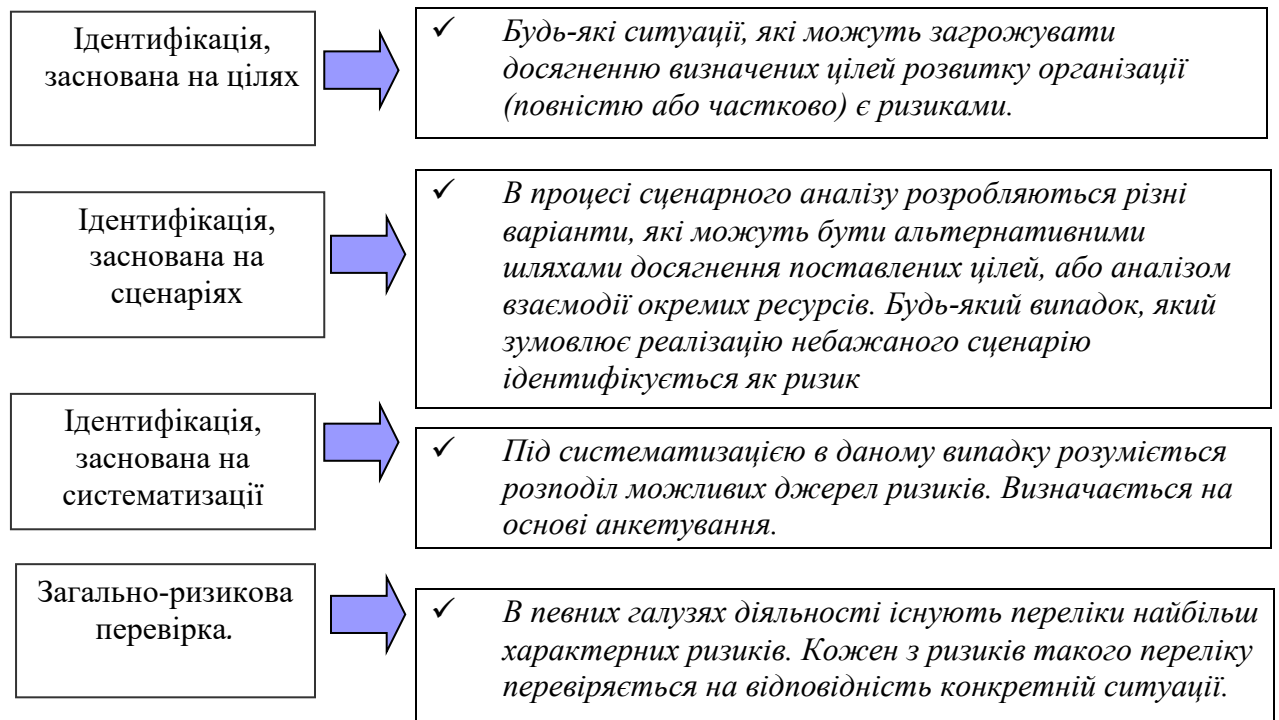 Ідентифікація,
заснована на цілях
✓ Будь-які ситуації, які можуть загрожувати
досягненню визначених цілей розвитку організації
(повністю або частково) є ризиками.
Ідентифікація,
заснована на
сценаріях
✓ В процесі сценарного аналізу розробляються різні
варіанти, які можуть бути альтернативними
шляхами досягнення поставлених цілей, або аналізом
взаємодії окремих ресурсів. Будь-який випадок, який
зумовлює реалізацію небажаного сценарію
ідентифікується як ризик
Ідентифікація,
заснована на
систематизації
✓ Під систематизацією в даному випадку розуміється
розподіл можливих джерел ризиків. Визначається на
основі анкетування.
Загально-ризикова
перевірка.
✓ В певних галузях діяльності існують переліки найбільш
характерних ризиків. Кожен з ризиків такого переліку
перевіряється на відповідність конкретній ситуації.